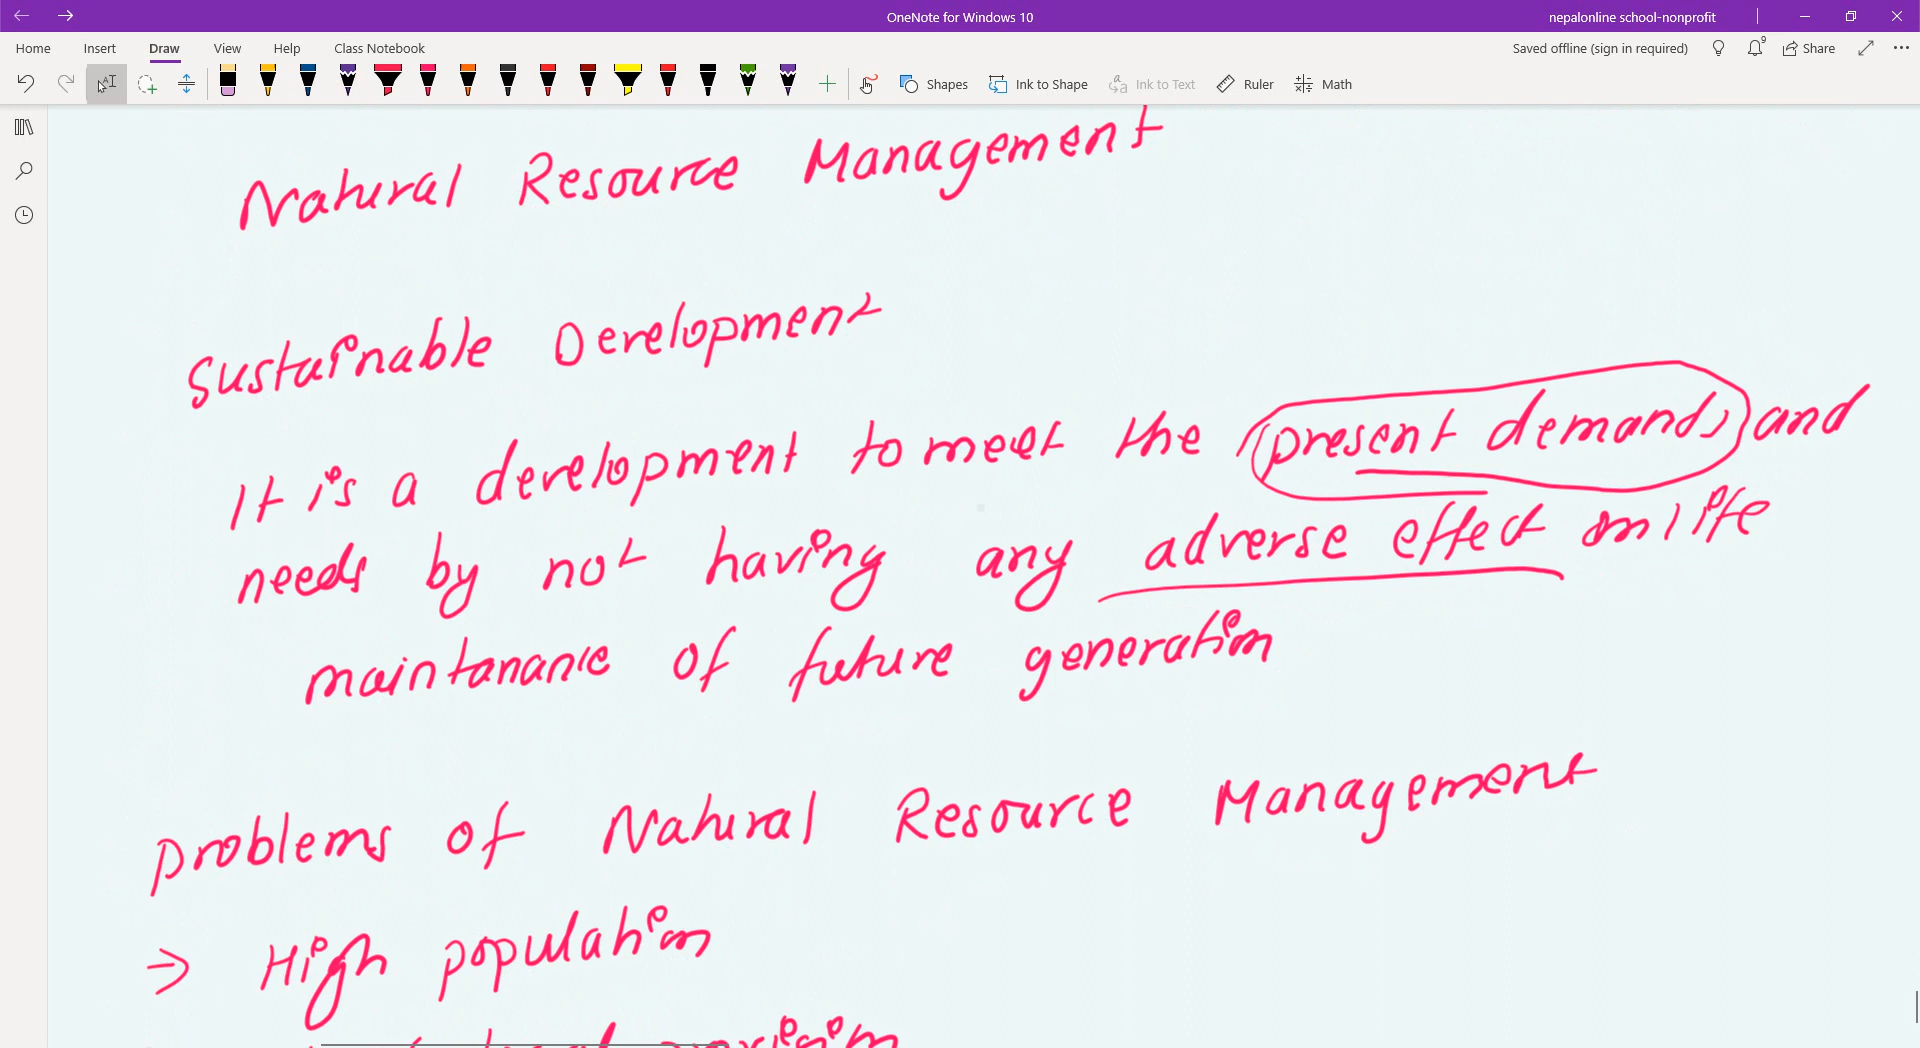 OneNote for Windows 10
nepalonline school-nonprofit
Home Insert Draw View Help Class Notebook
Saved offline (sign in required) 9 Share
Shapes Ink to Shape Ink to Text Ruler Math
Natural Resource Management
Sustainable Development
It is a development to meet the (present demands) and
needs by not having any adverse effect on life
maintanance of future generation
problems of Natural Resource Management
→ High population